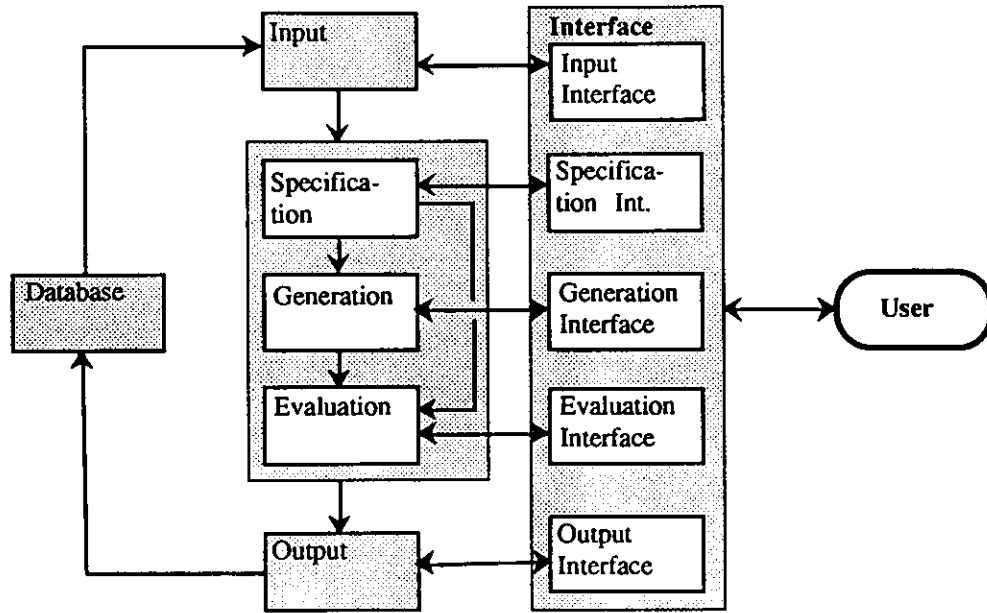 Input
Interface
Input
Interface
Specifica-
tion
Specifica-
tion Int.
Database
Generation
Generation
Interface
User
Evaluation
Evaluation
Interface
Output
Output
Interface